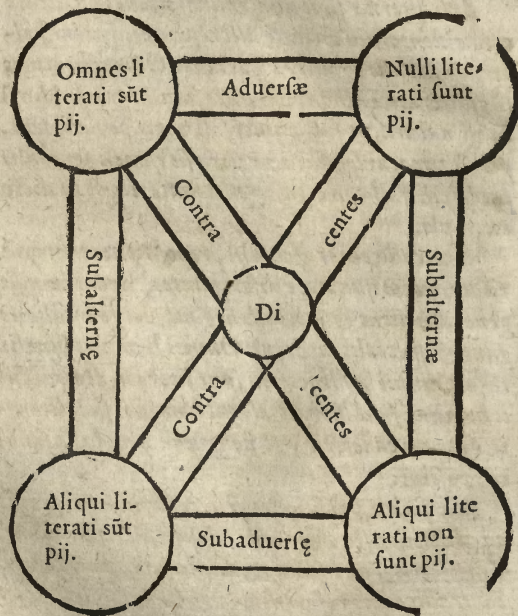 Omnes li
terati sũt
pij.
Aduerſæ
Nulli lite-
rati ſunt
pij.
Contra
centes
Subalternę
Di
Subalternæ
Contra
centes
Aliqui li-
terati sũt
pij.
Subaduerſę
Aliqui lite
rati non
ſunt pij.